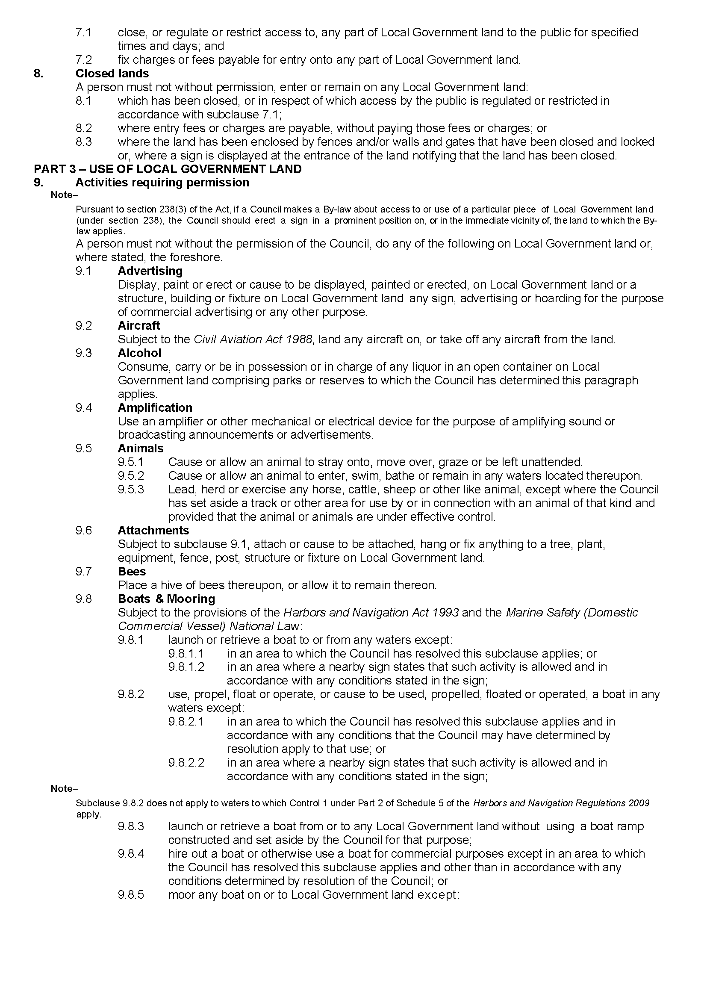 7.1 close, or regulate or restrict access to, any part of Local Government land to the public for specified
times and days; and
7.2 fix charges or fees payable for entry onto any part of Local Government land.
8. Closed lands
A person must not without permission, enter or remain on any Local Government land:
8.1 which has been closed, or in respect of which access by the public is regulated or restricted in
accordance with subclause 7.1;
8.2 where entry fees or charges are payable, without paying those fees or charges; or
8.3 where the land has been enclosed by fences and/or walls and gates that have been closed and locked
or, where a sign is displayed at the entrance of the land notifying that the land has been closed.
PART 3 – USE OF LOCAL GOVERNMENT LAND
9. Activities requiring permission
Note–
Pursuant to section 238(3) of the Act, if a Council makes a By-law about access to or use of a particular piece of Local Government land
(under section 238), the Council should erect a sign in a prominent position on, or in the immediate vicinity of, the land to which the By-
law applies.
A person must not without the permission of the Council, do any of the following on Local Government land or,
where stated, the foreshore.
9.1 Advertising
Display, paint or erect or cause to be displayed, painted or erected, on Local Government land or a
structure, building or fixture on Local Government land any sign, advertising or hoarding for the purpose
of commercial advertising or any other purpose.
9.2 Aircraft
Subject to the Civil Aviation Act 1988, land any aircraft on, or take off any aircraft from the land.
9.3 Alcohol
Consume, carry or be in possession or in charge of any liquor in an open container on Local
Government land comprising parks or reserves to which the Council has determined this paragraph
applies.
9.4 Amplification
Use an amplifier or other mechanical or electrical device for the purpose of amplifying sound or
broadcasting announcements or advertisements.
9.5 Animals
9.5.1 Cause or allow an animal to stray onto, move over, graze or be left unattended.
9.5.2 Cause or allow an animal to enter, swim, bathe or remain in any waters located thereupon.
9.5.3 Lead, herd or exercise any horse, cattle, sheep or other like animal, except where the Council
has set aside a track or other area for use by or in connection with an animal of that kind and
provided that the animal or animals are under effective control.
9.6 Attachments
Subject to subclause 9.1, attach or cause to be attached, hang or fix anything to a tree, plant,
equipment, fence, post, structure or fixture on Local Government land.
9.7 Bees
Place a hive of bees thereupon, or allow it to remain thereon.
9.8 Boats & Mooring
Subject to the provisions of the Harbors and Navigation Act 1993 and the Marine Safety (Domestic
Commercial Vessel) National Law:
9.8.1 launch or retrieve a boat to or from any waters except:
9.8.1.1 in an area to which the Council has resolved this subclause applies; or
9.8.1.2 in an area where a nearby sign states that such activity is allowed and in
accordance with any conditions stated in the sign;
9.8.2 use, propel, float or operate, or cause to be used, propelled, floated or operated, a boat in any
waters except:
9.8.2.1 in an area to which the Council has resolved this subclause applies and in
accordance with any conditions that the Council may have determined by
resolution apply to that use; or
9.8.2.2 in an area where a nearby sign states that such activity is allowed and in
accordance with any conditions stated in the sign;
Note–
Subclause 9.8.2 does not apply to waters to which Control 1 under Part 2 of Schedule 5 of the Harbors and Navigation Regulations 2009
apply.
9.8.3 launch or retrieve a boat from or to any Local Government land without using a boat ramp
constructed and set aside by the Council for that purpose;
9.8.4 hire out a boat or otherwise use a boat for commercial purposes except in an area to which
the Council has resolved this subclause applies and other than in accordance with any
conditions determined by resolution of the Council; or
9.8.5 moor any boat on or to Local Government land except: